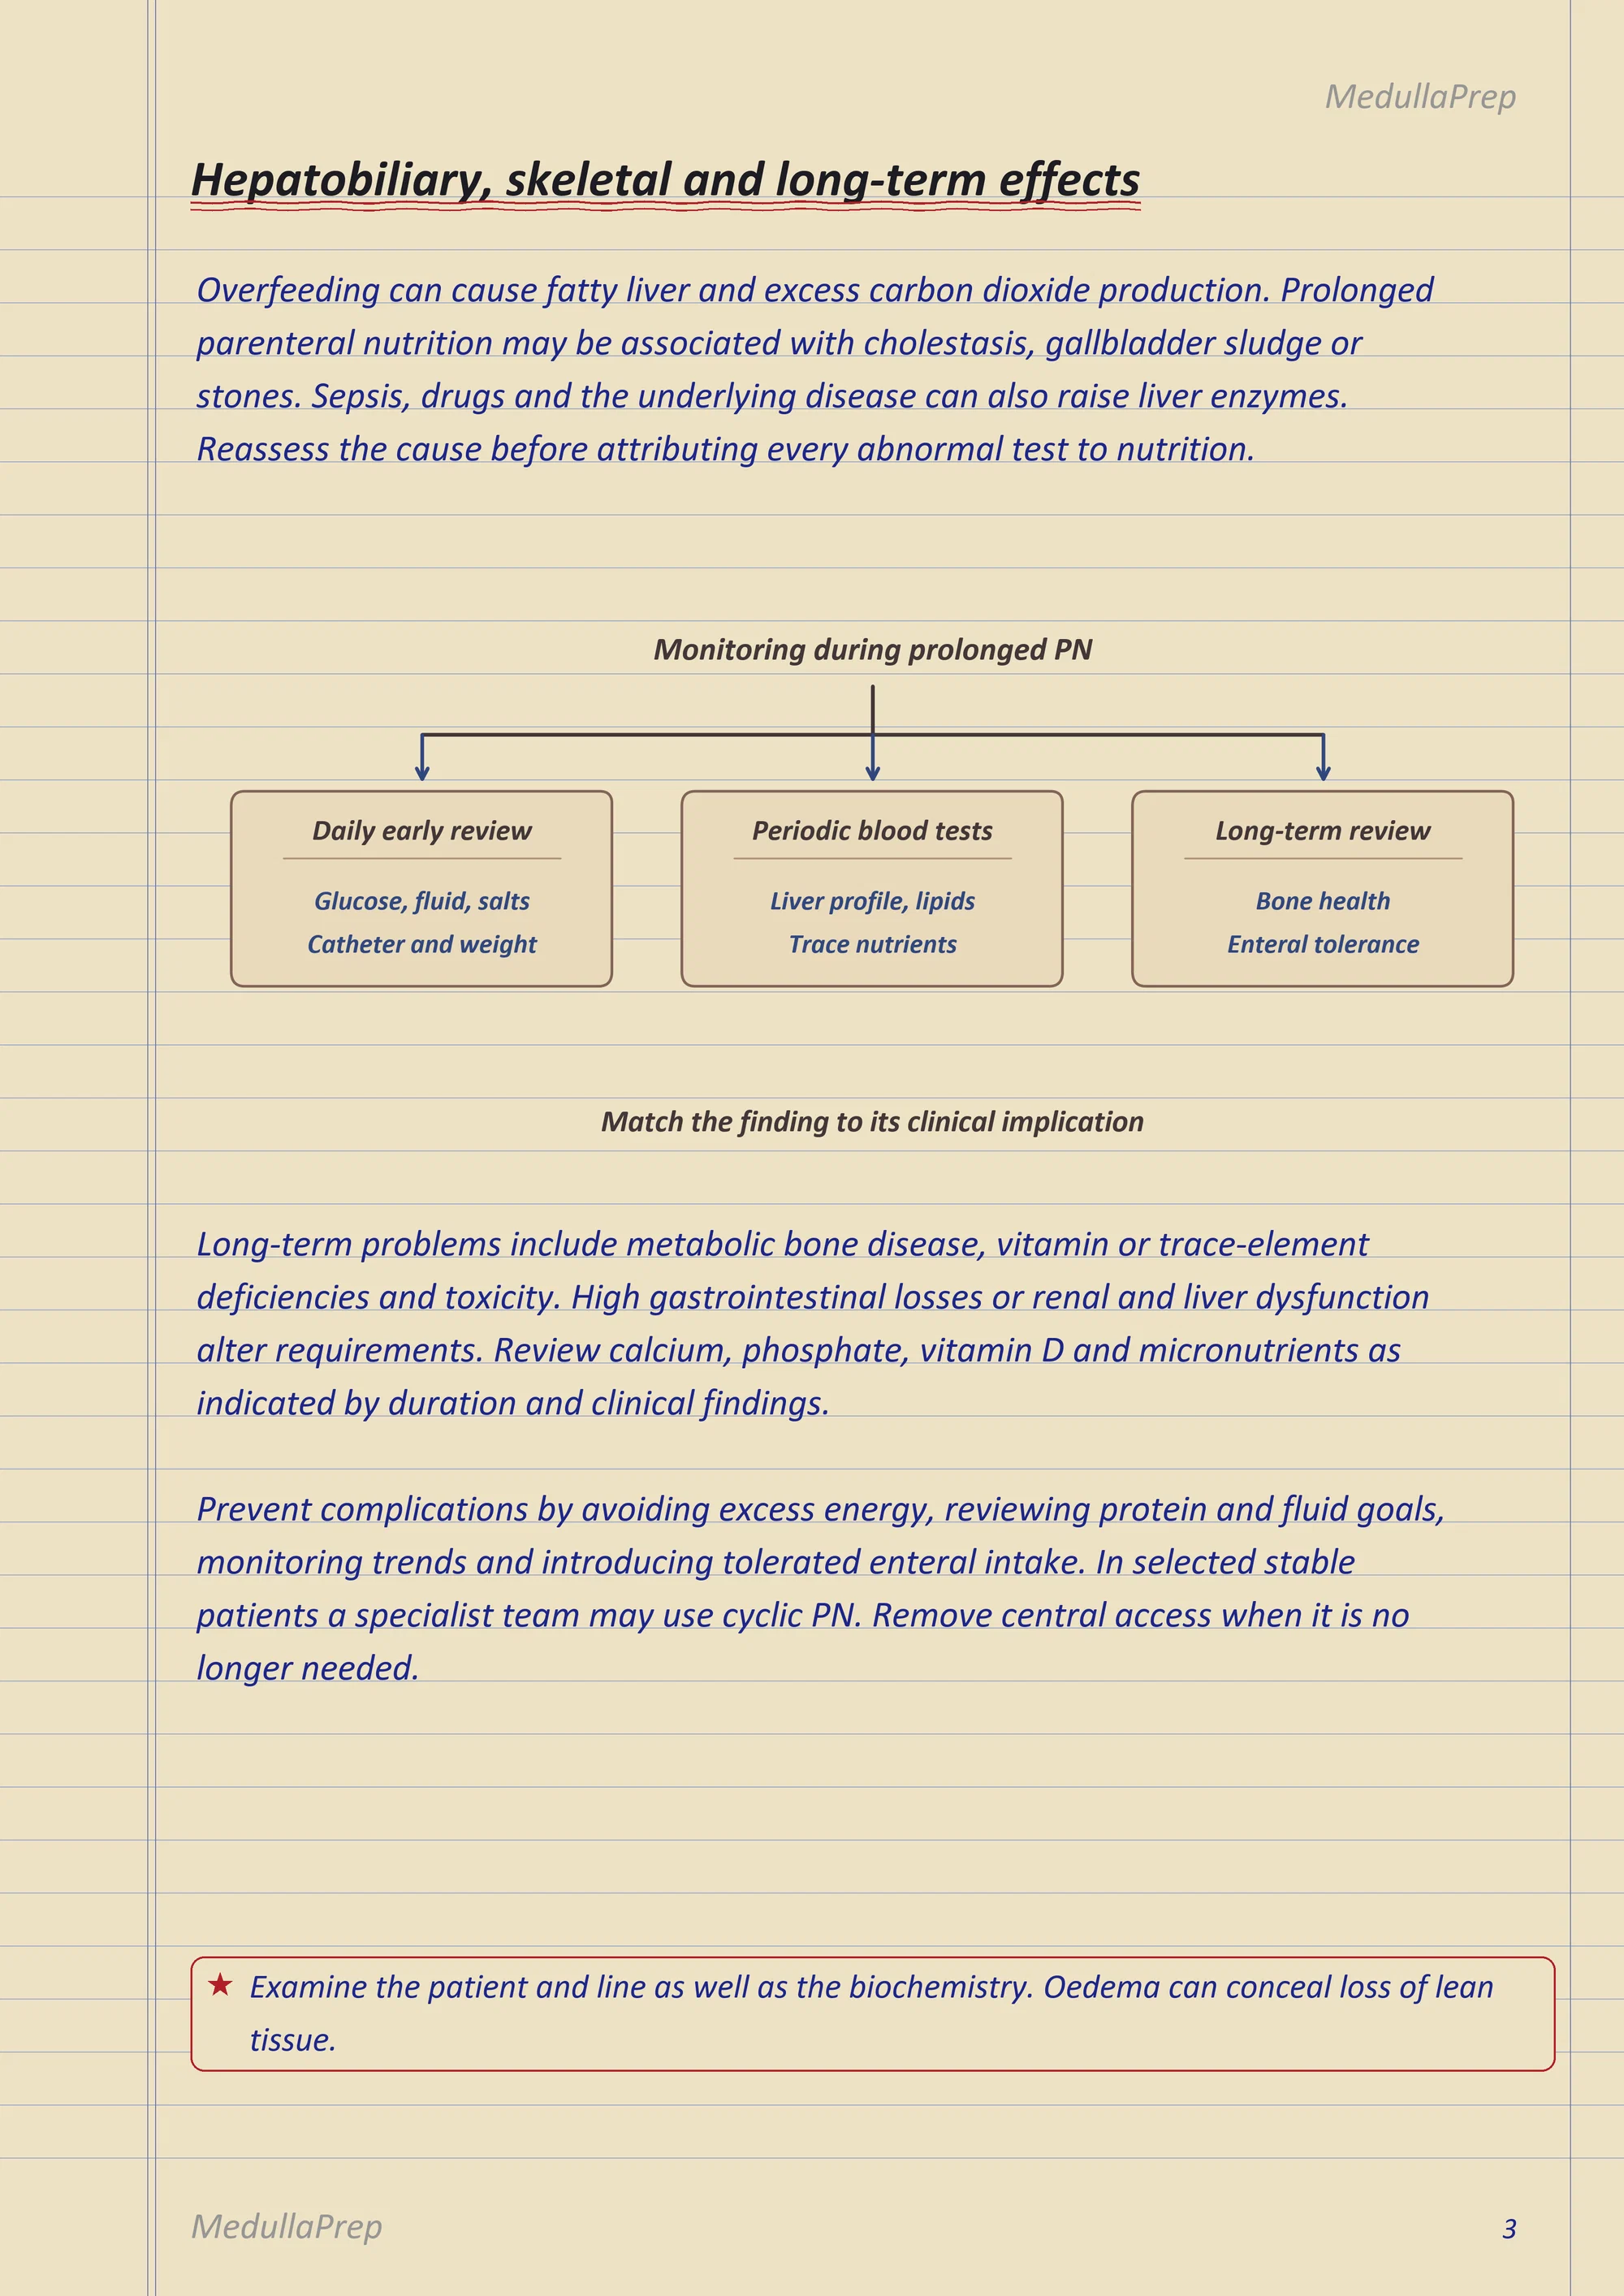 MedullaPrep
Hepatobiliary, skeletal and long-term effects
Overfeeding can cause fatty liver and excess carbon dioxide production. Prolonged
parenteral nutrition may be associated with cholestasis, gallbladder sludge or
stones. Sepsis, drugs and the underlying disease can also raise liver enzymes.
Reassess the cause before attributing every abnormal test to nutrition.
Monitoring during prolonged PN
Daily early review
Glucose, fluid, salts
Catheter and weight
Periodic blood tests
Liver profile, lipids
Trace nutrients
Long-term review
Bone health
Enteral tolerance
Match the finding to its clinical implication
Long-term problems include metabolic bone disease, vitamin or trace-element
deficiencies and toxicity. High gastrointestinal losses or renal and liver dysfunction
alter requirements. Review calcium, phosphate, vitamin D and micronutrients as
indicated by duration and clinical findings.
Prevent complications by avoiding excess energy, reviewing protein and fluid goals,
monitoring trends and introducing tolerated enteral intake. In selected stable
patients a specialist team may use cyclic PN. Remove central access when it is no
longer needed.
★ Examine the patient and line as well as the biochemistry. Oedema can conceal loss of lean
tissue.
MedullaPrep
3